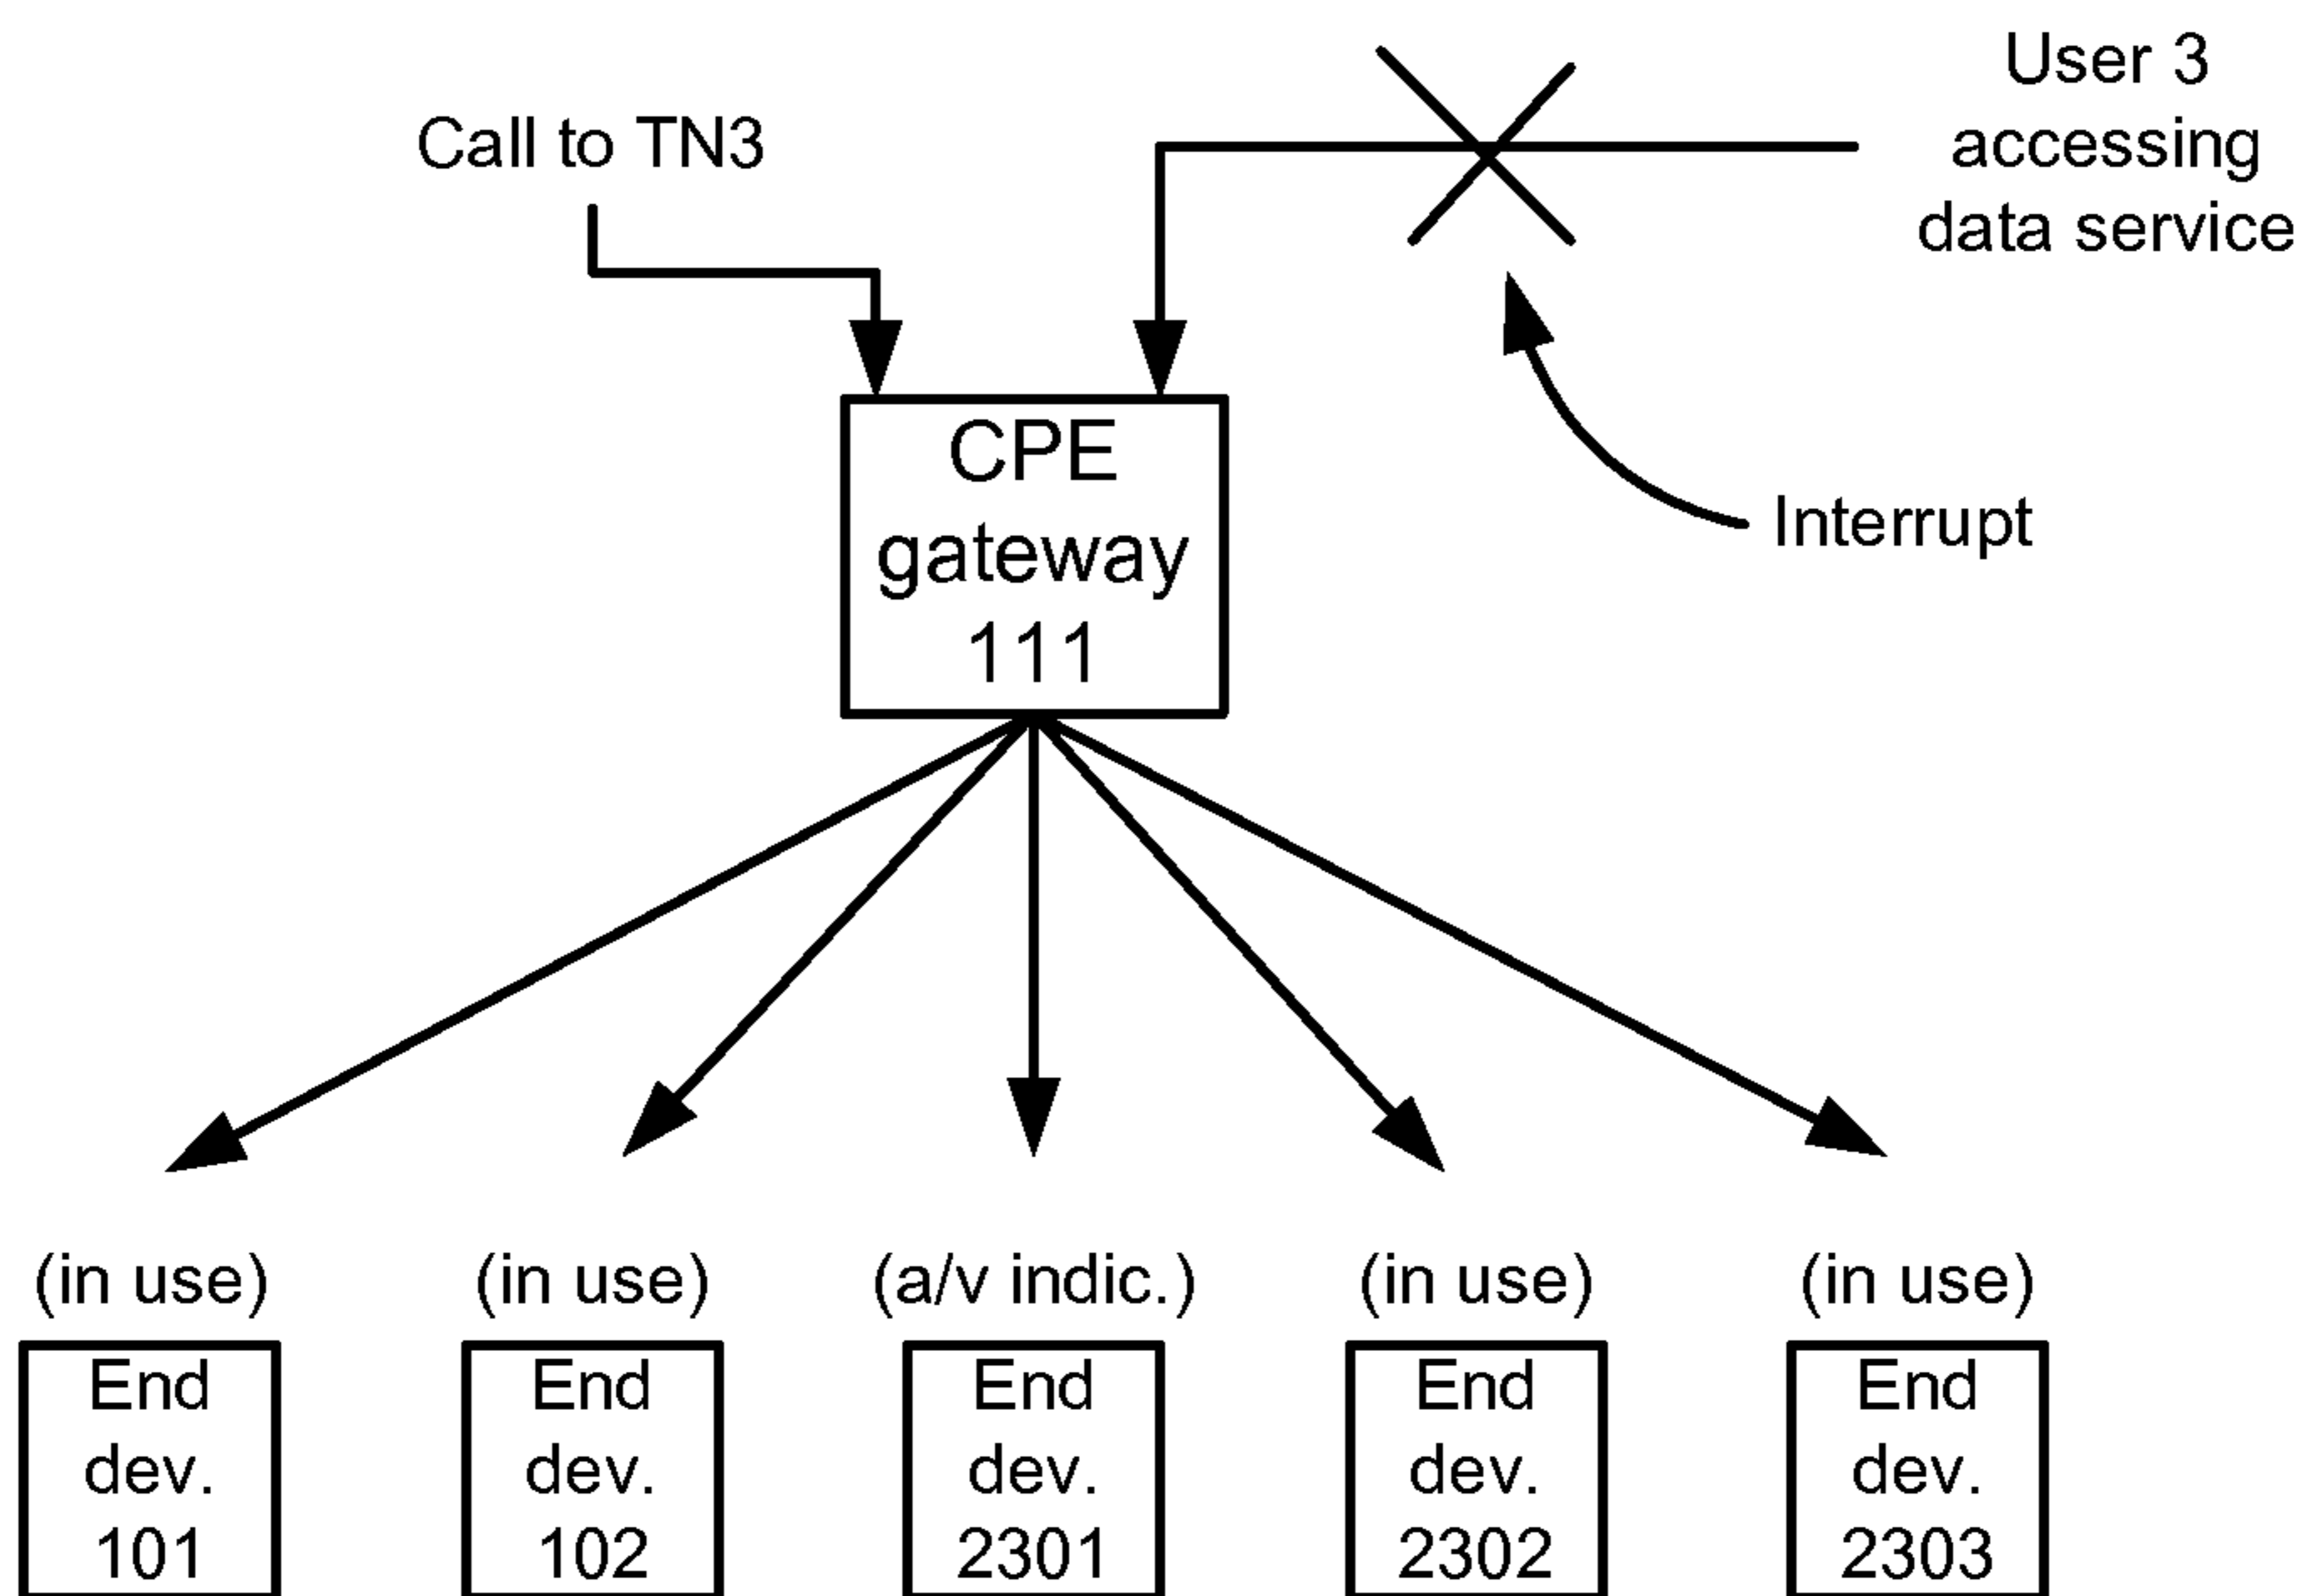 User 3
accessing
data service
Call to TN3
CPE
gateway
111
Interrupt
(in use)
(in use)
(a/v indic.)
(in use)
(in use)
End
dev.
101
End
dev.
102
End
dev.
2301
End
dev.
2302
End
dev.
2303